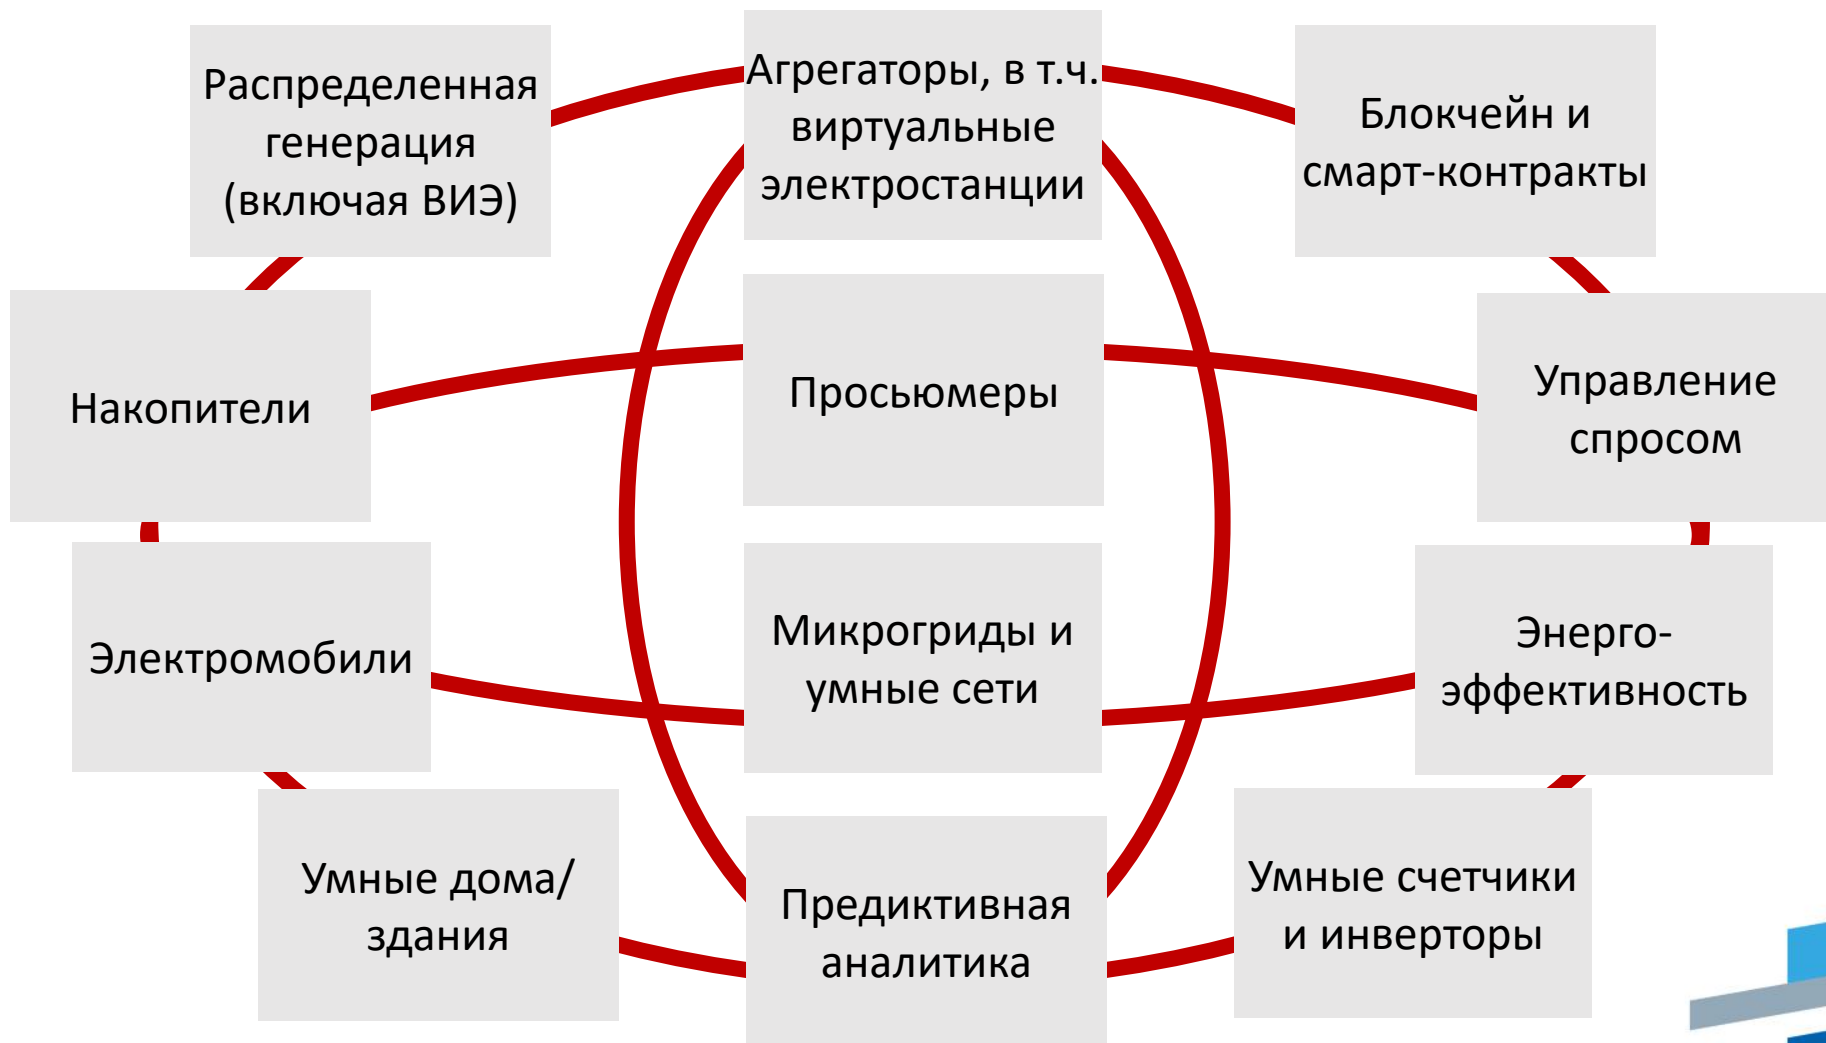 Распределенная
генерация
(включая ВИЭ)
Агрегаторы, в т.ч.
виртуальные
электростанции
Блокчейн и
смарт-контракты
Накопители
Просьюмеры
Управление
спросом
Электромобили
Микрогриды и
умные сети
Энерго-
эффективность
Умные дома/
здания
Предиктивная
аналитика
Умные счетчики
и инверторы